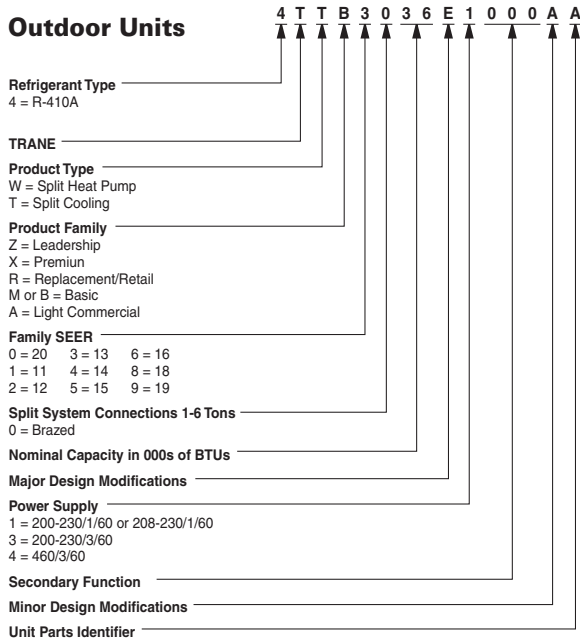 Outdoor Units
4 T T B 3 0 3 6 E 1 0 0 0 A A
Refrigerant Type
4 = R-410A
TRANE
Product Type
W = Split Heat Pump
T = Split Cooling
Product Family
Z = Leadership
X = Premiun
R = Replacement/Retail
M or B = Basic
A = Light Commercial
Family SEER
0 = 20 3 = 13 6 = 16
1 = 11 4 = 14 8 = 18
2 = 12 5 = 15 9 = 19
Split System Connections 1-6 Tons
0 = Brazed
Nominal Capacity in 000s of BTUs
Major Design Modifications
Power Supply
1 = 200-230/1/60 or 208-230/1/60
3 = 200-230/3/60
4 = 460/3/60
Secondary Function
Minor Design Modifications
Unit Parts Identifier